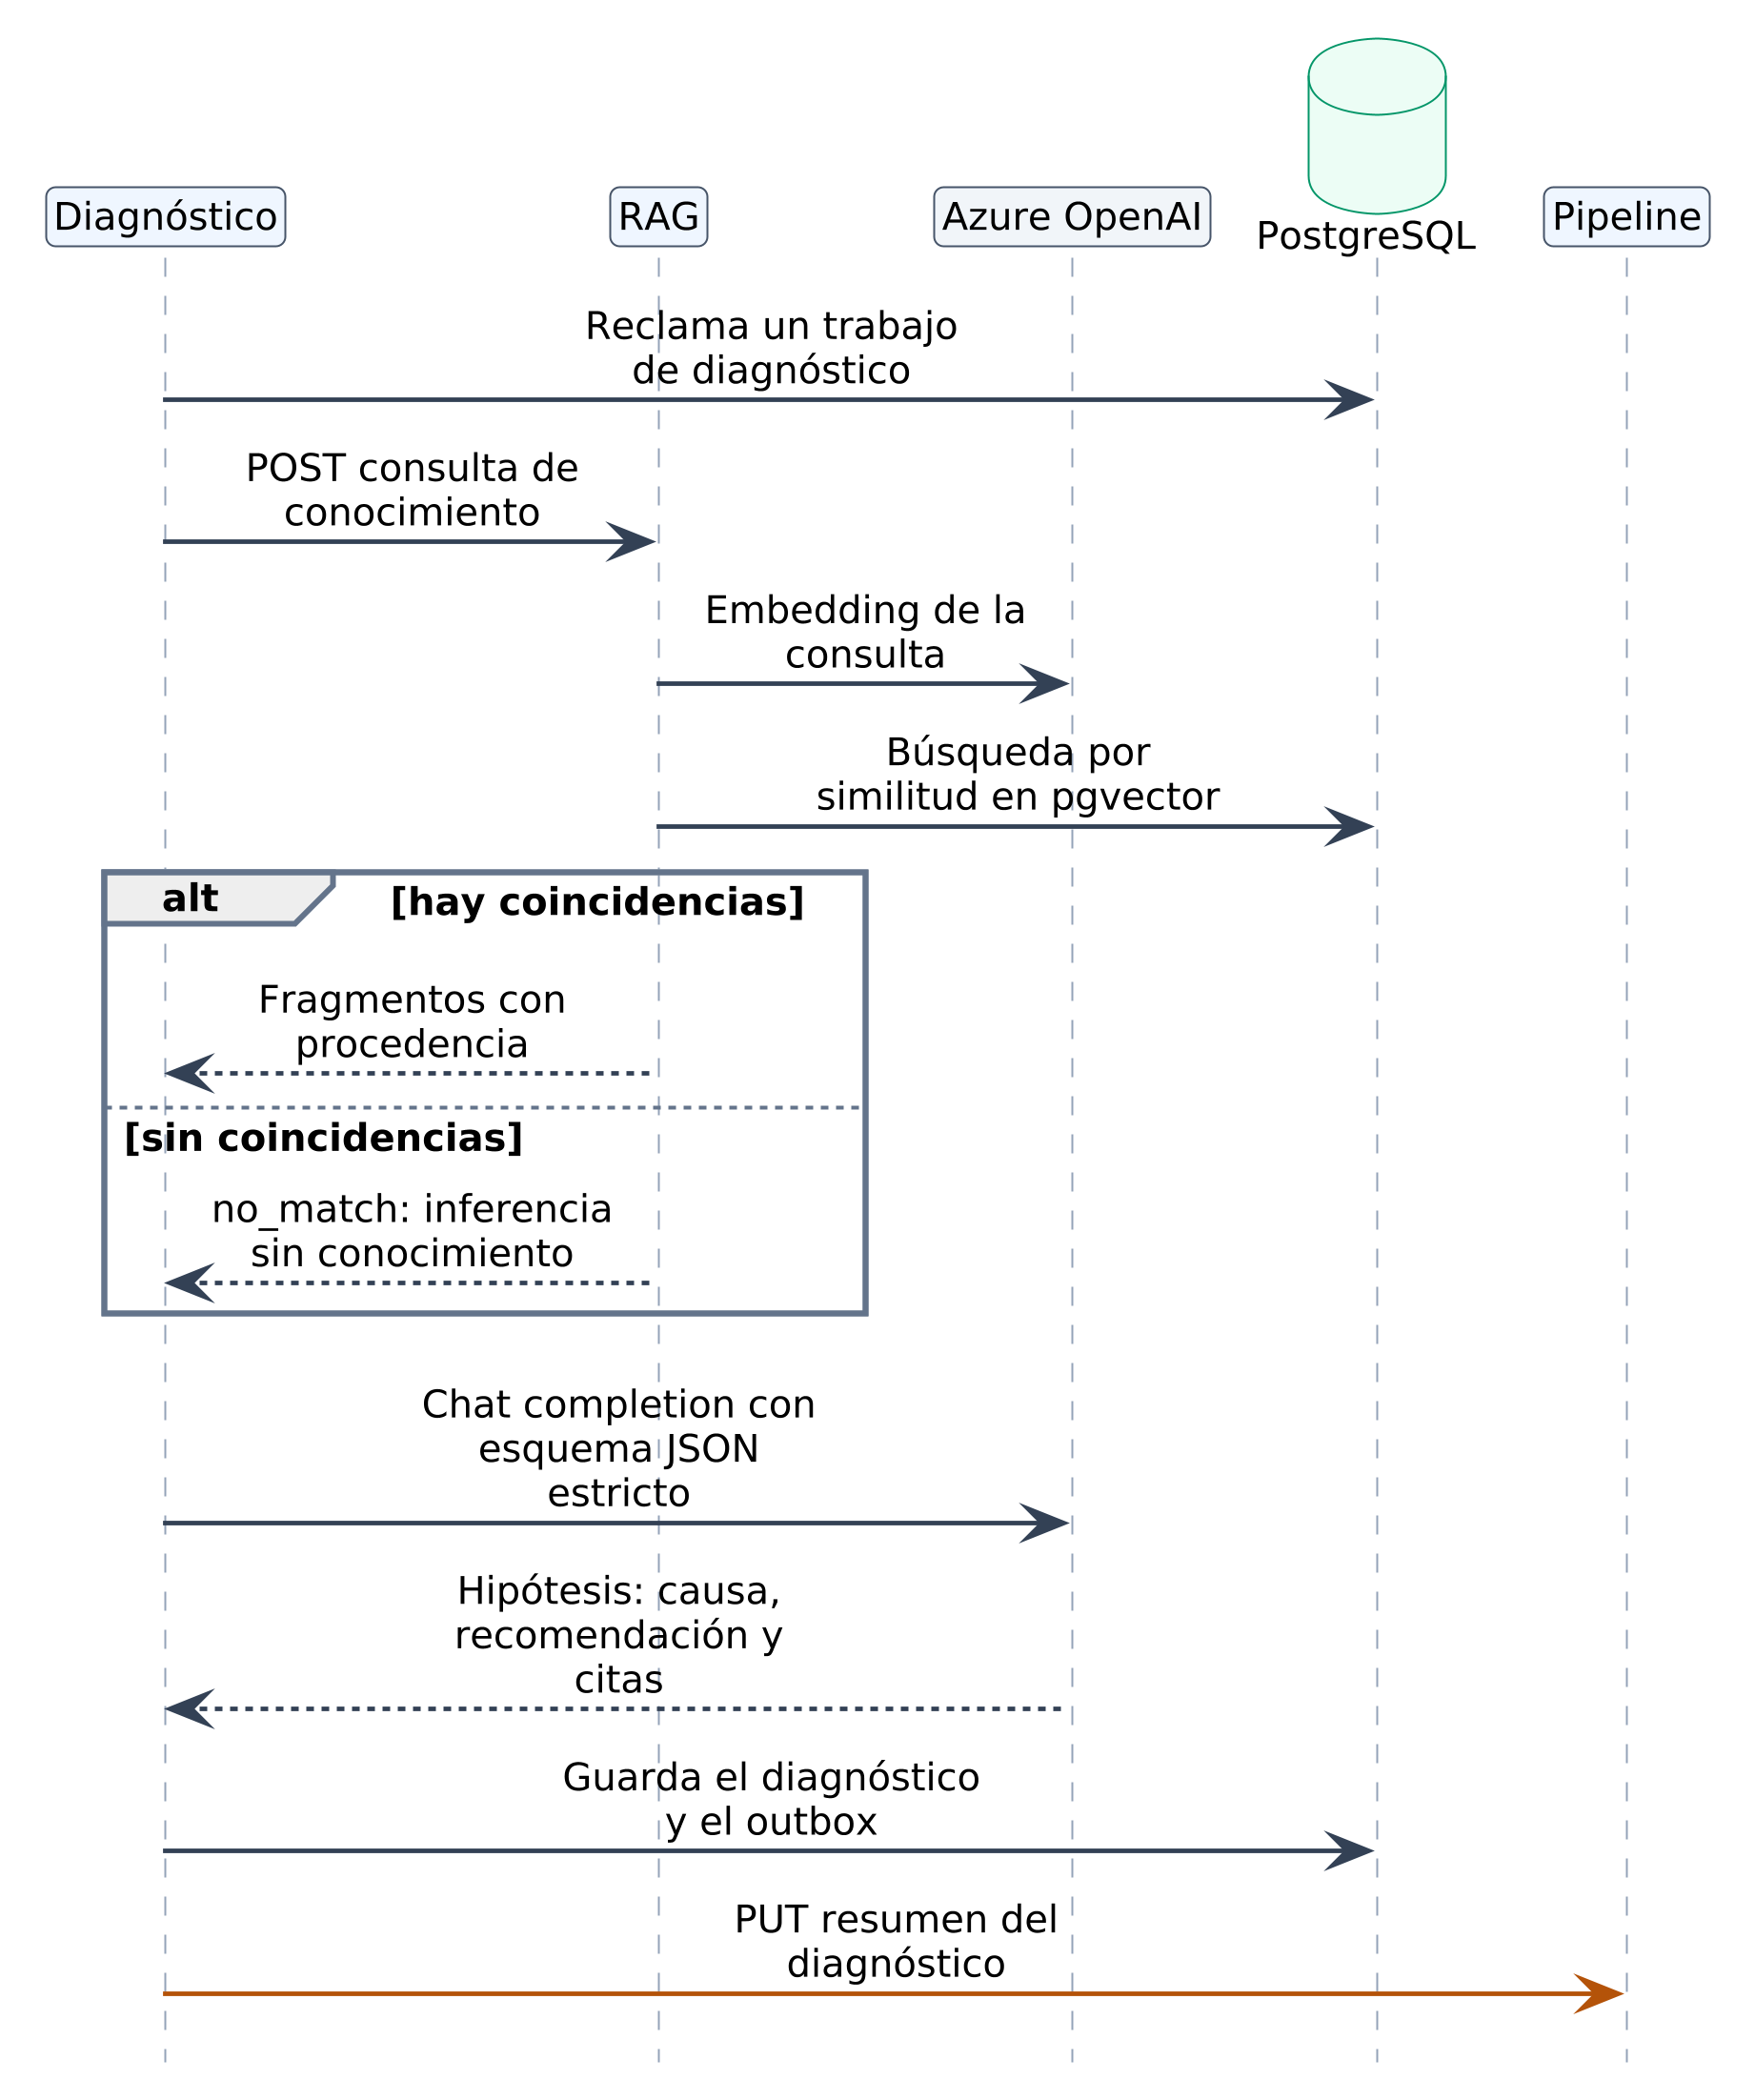 Diagnóstico
RAG
Azure OpenAI
PostgreSQL
Pipeline
Reclama un trabajo
de diagnóstico
POST consulta de
conocimiento
Embedding de la
consulta
Búsqueda por
similitud en pgvector
alt
[hay coincidencias]
Fragmentos con
procedencia
[sin coincidencias]
no_match: inferencia
sin conocimiento
Chat completion con
esquema JSON
estricto
Hipótesis: causa,
recomendación y
citas
Guarda el diagnóstico
y el outbox
PUT resumen del
diagnóstico